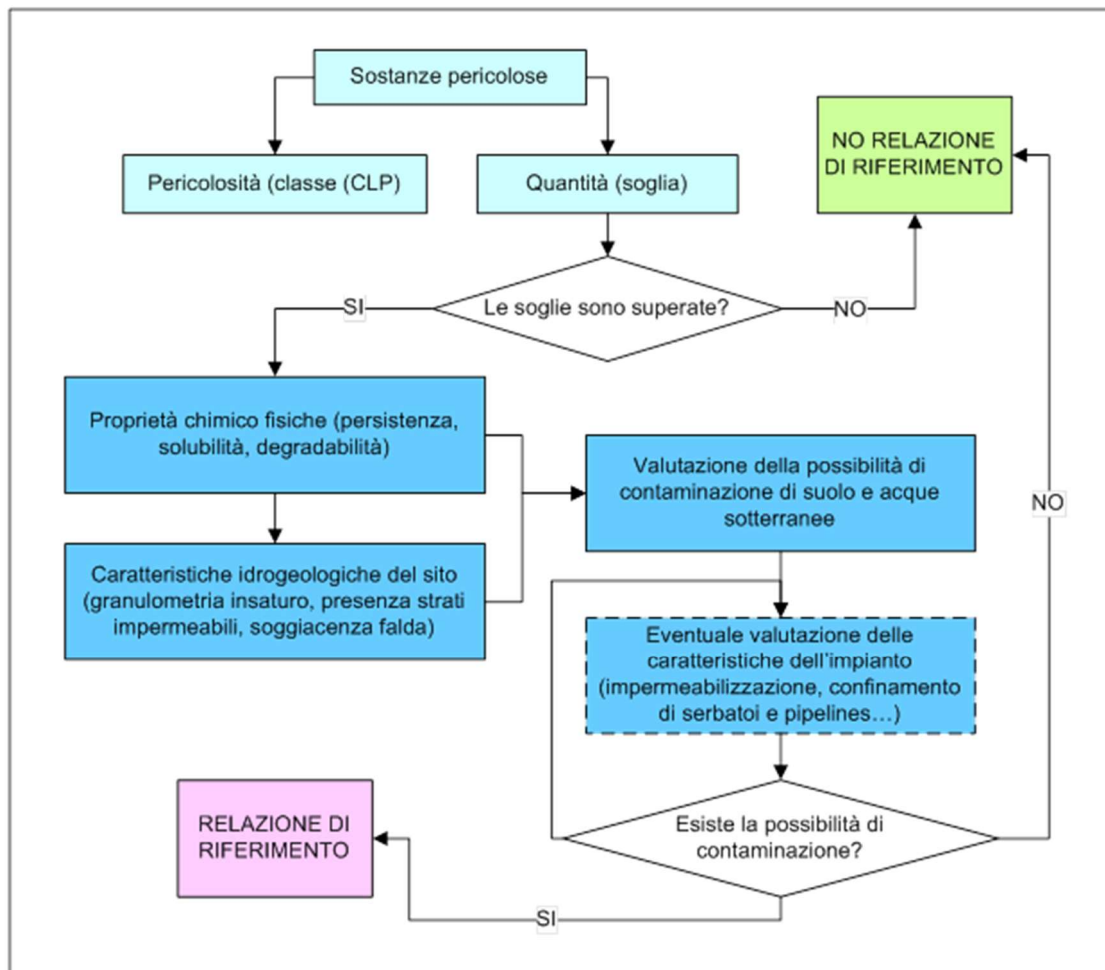 Sostanze pericolose
NO RELAZIONE
DI RIFERIMENTO
Pericolosità (classe (CLP)
Quantità (soglia)
Le soglie sono superate?
SI
NO
Proprietà chimico fisiche (persistenza,
solubilità, degradabilità)
Valutazione della possibilità di
contaminazione di suolo e acque
sotterranee
NO
Caratteristiche idrogeologiche del sito
(granulometria insaturo, presenza strati
impermeabili, soggiacenza falda)
Eventuale valutazione delle
caratteristiche dell'impianto
(impermeabilizzazione, confinamento
di serbatoi e pipelines…)
RELAZIONE DI
RIFERIMENTO
Esiste la possibilità di
contaminazione?
SI